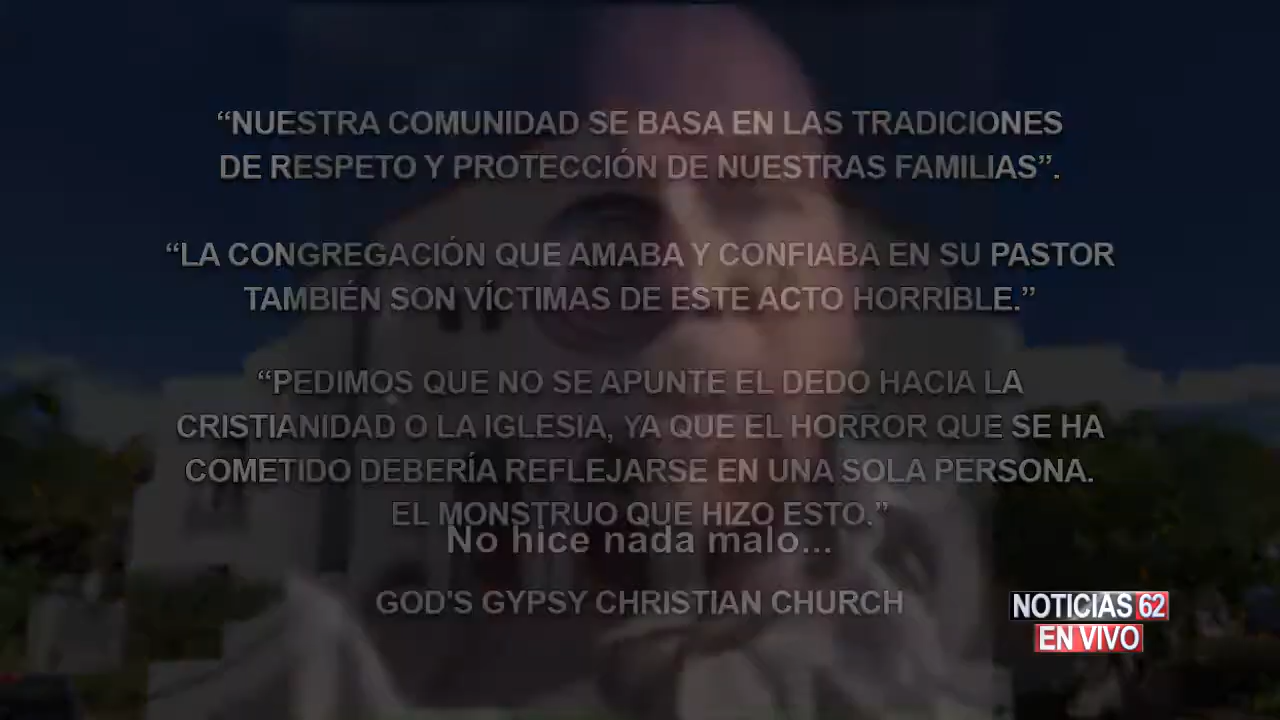 “NUESTRA COMUNIDAD SE BASA EN LAS TRADICIONES
DE RESPETO Y PROTECCIÓN DE NUESTRAS FAMILIAS”.
“LA CONGREGACIÓN QUE AMABA Y CONFIABA EN SU PASTOR
TAMBIÉN SON VÍCTIMAS DE ESTE ACTO HORRIBLE.”
“PEDIMOS QUE NO SE APUNTE EL DEDO HACIA LA
CRISTIANIDAD O LA IGLESIA, YA QUE EL HORROR QUE SE HA
COMETIDO DEBERÍA REFLEJARSE EN UNA SOLA PERSONA.
EL MONSTRUO QUE HIZO ESTO.”
No hice nada malo...
GOD'S GYPSY CHRISTIAN CHURCH
NOTICIAS 62
EN VIVO